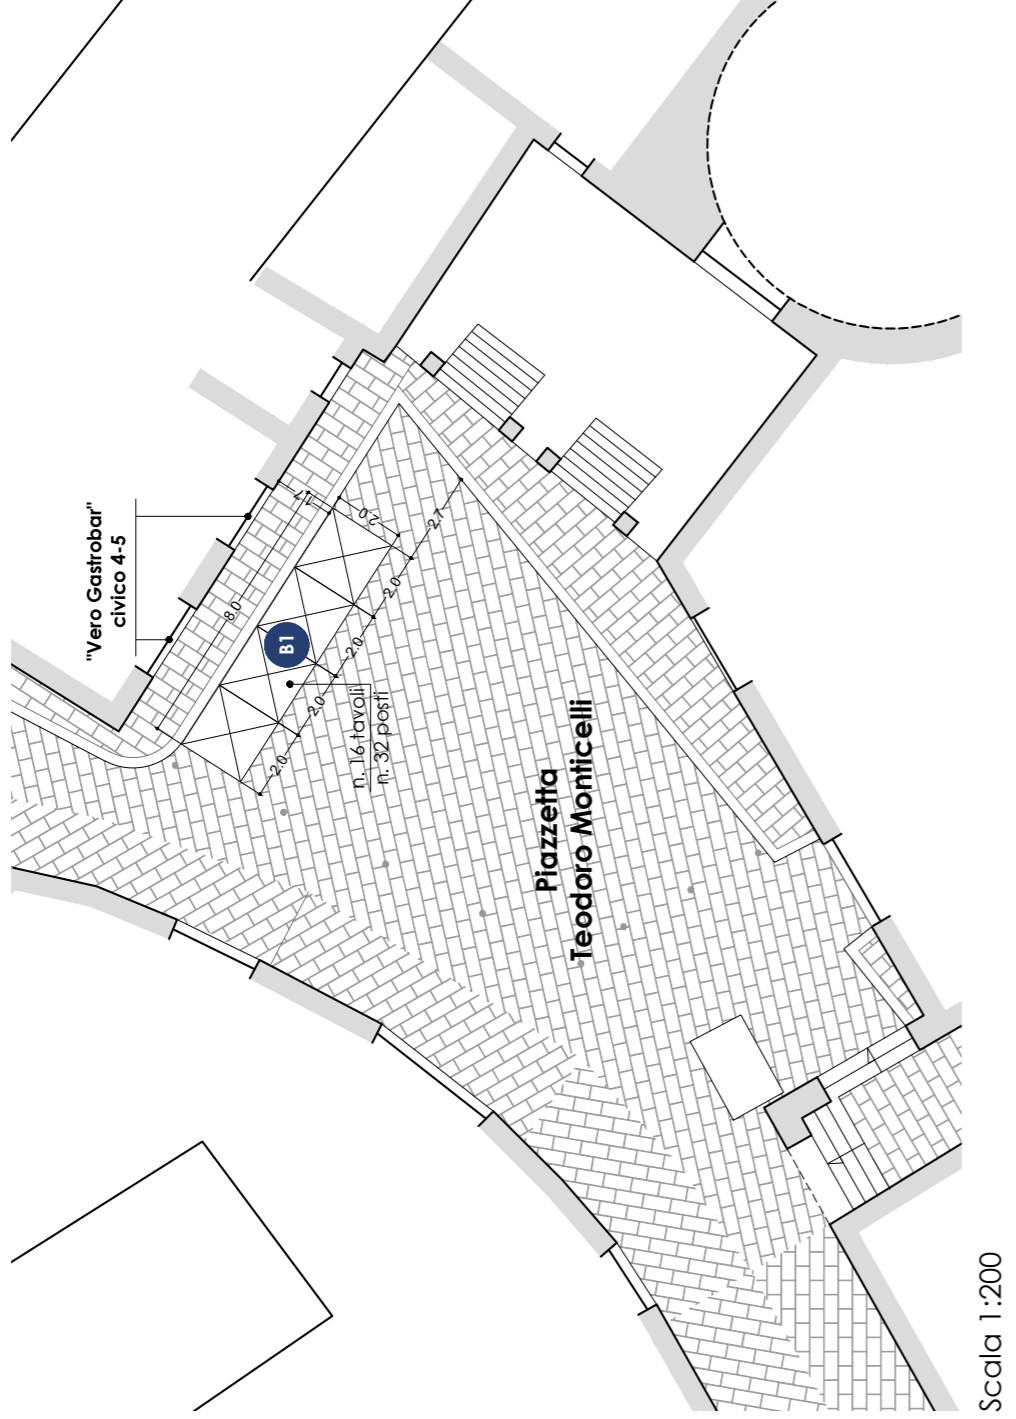 "Vero Gastrobar"
civico 4-5
8.0
1.7
2.0
2.7
2.0
2.0
2.0
2.0
B1
n. 16 tavoli
n. 32 posti
Piazzetta
Teodoro Monticelli
Scala 1:200